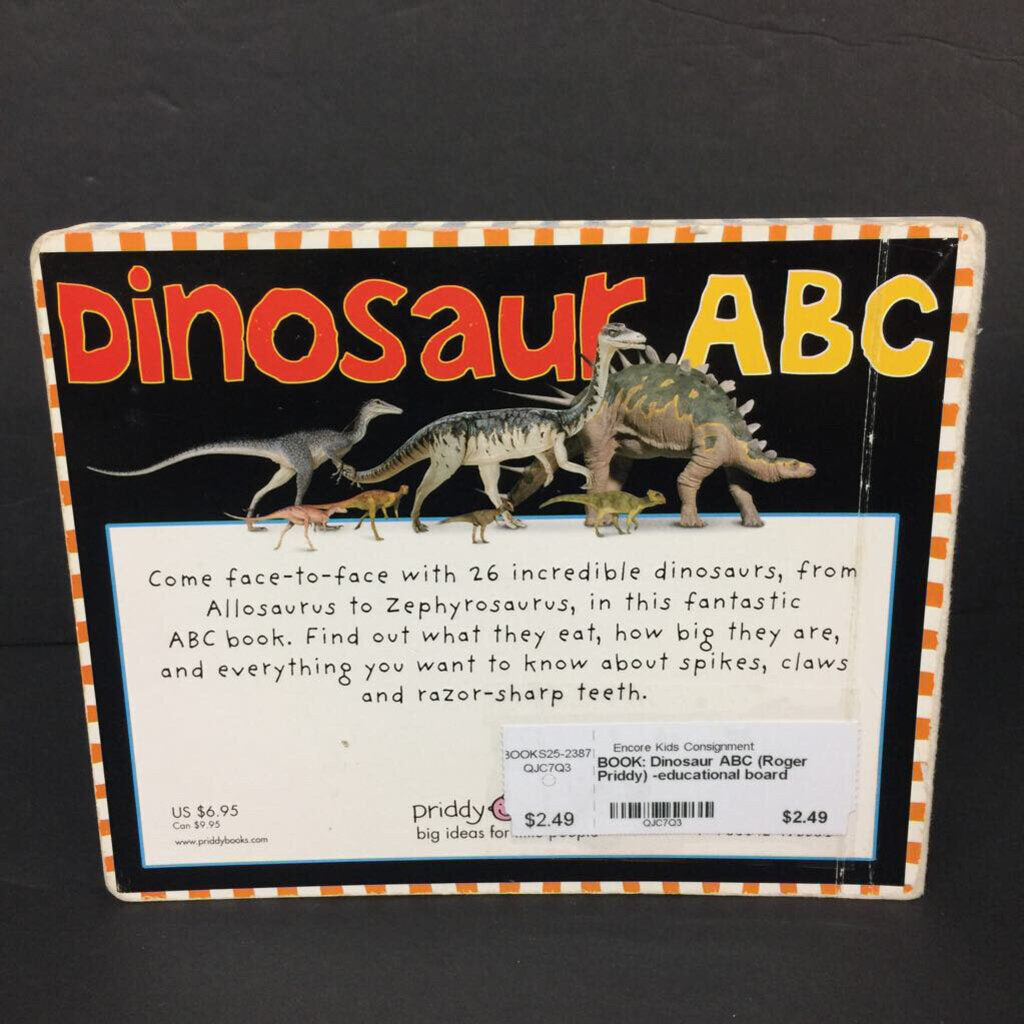 Dinosaur ABC
Come face-to-face with 26 incredible dinosaurs, from
Allosaurus to Zephyrosaurus, in this fantastic
ABC book. Find out what they eat, how big they are,
and everything you want to know about spikes, claws
and razor-sharp teeth.
US $6.95
Can $9.95
www.priddybooks.com
priddy
big ideas for little people
BOOKS25-2387
QJC7Q3
$2.49
Encore Kids Consignment
BOOK: Dinosaur ABC (Roger
Priddy) -educational board
QJC7Q3
$2.49